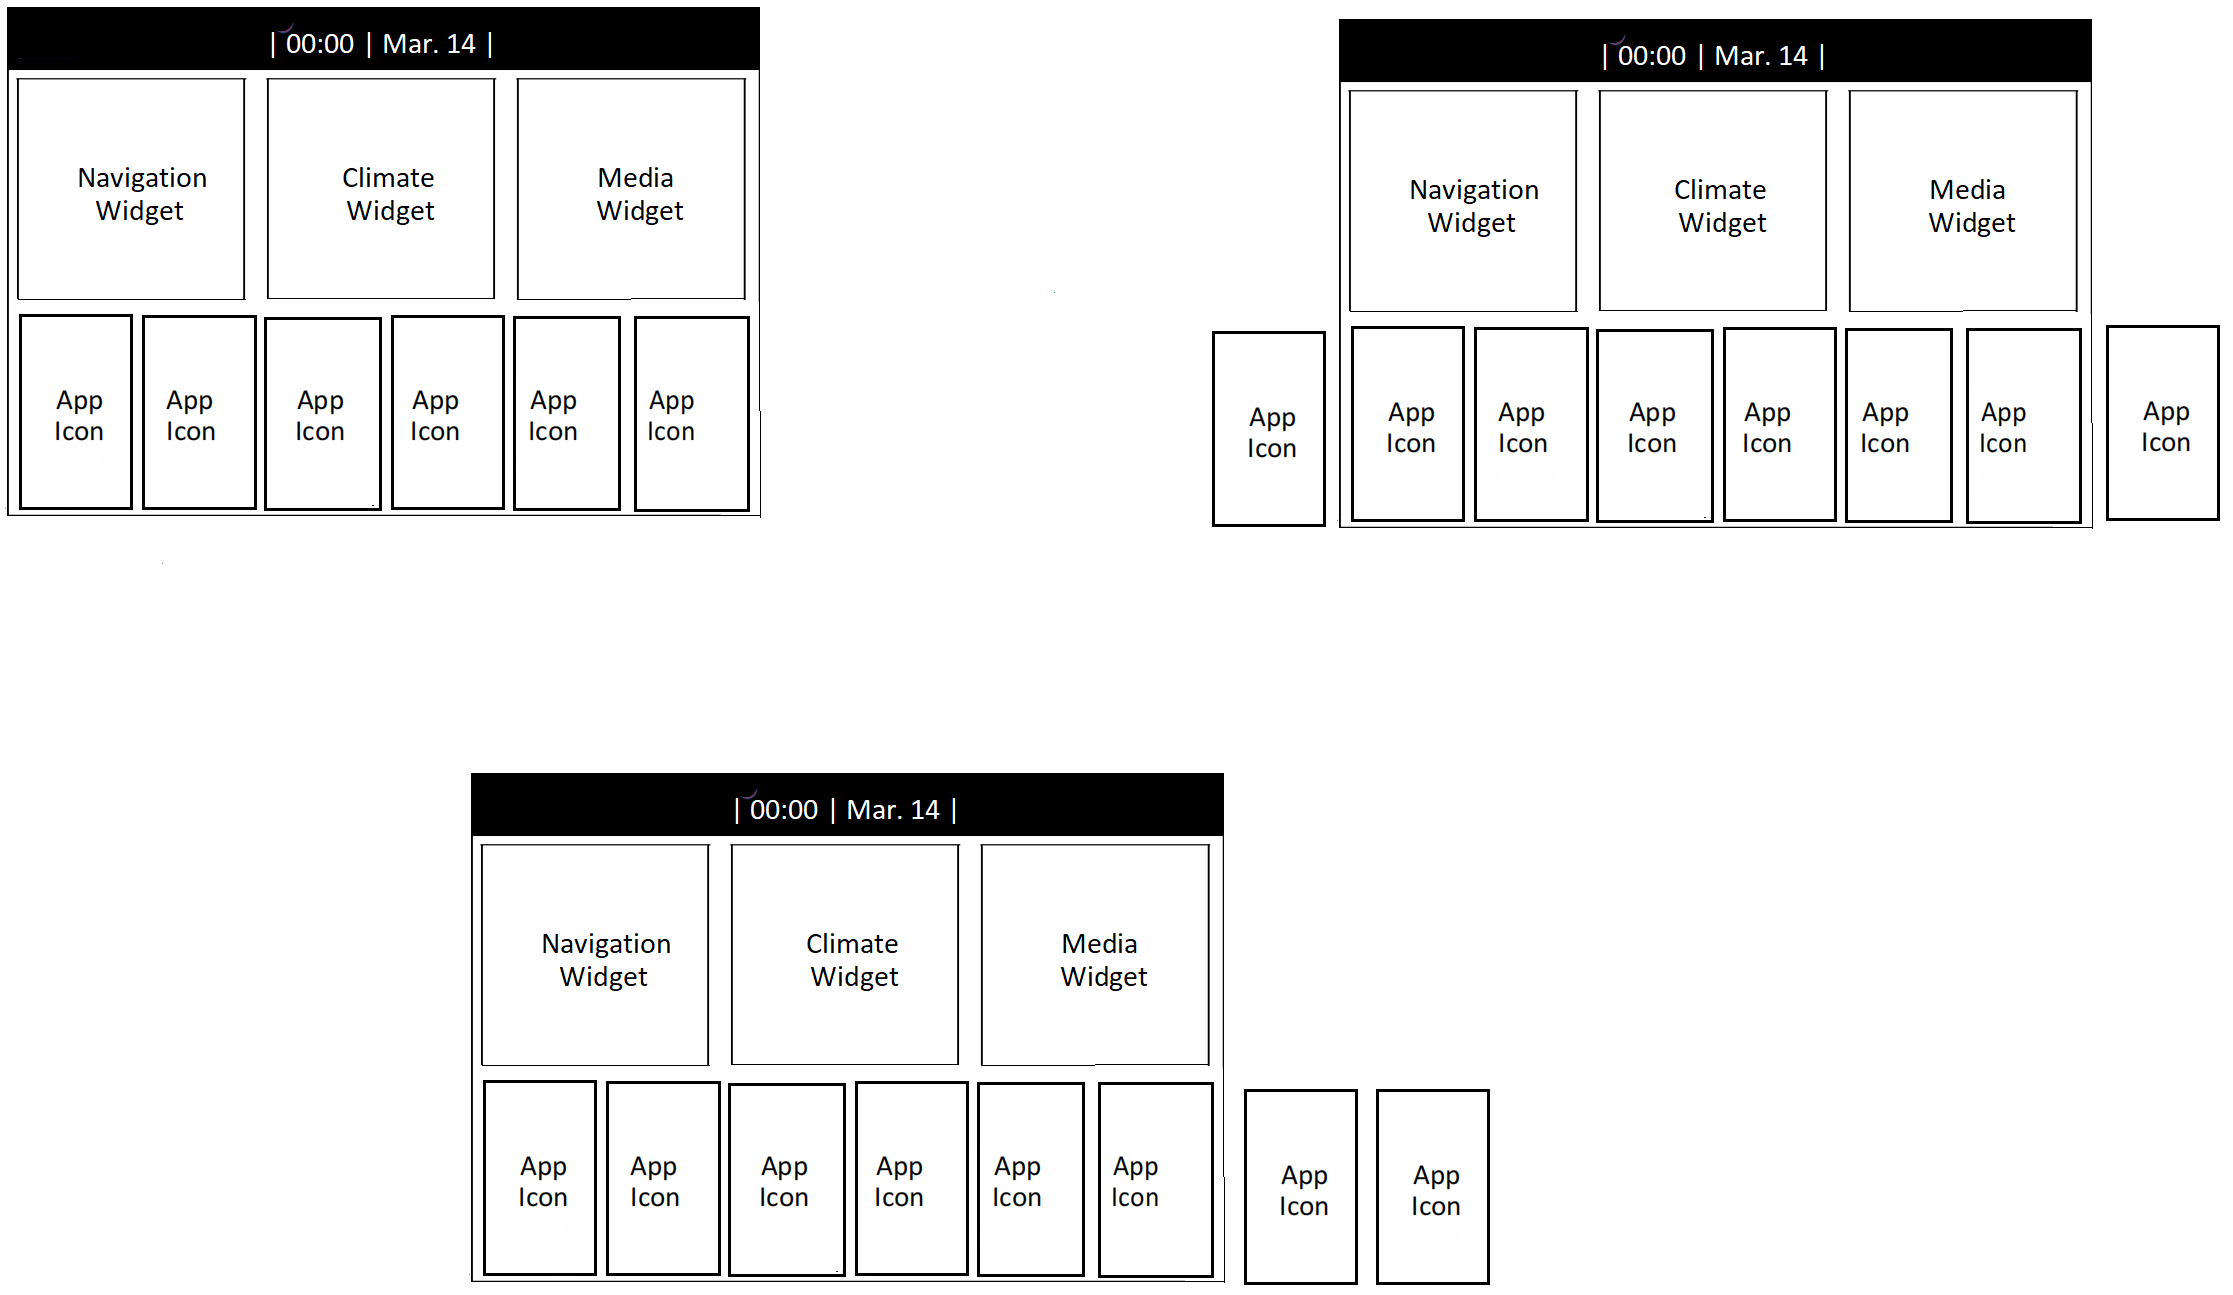 | 00:00 | Mar. 14 |
Navigation
Widget
Climate
Widget
Media
Widget
App
Icon
App
Icon
App
Icon
App
Icon
App
Icon
App
Icon
| 00:00 | Mar. 14 |
Navigation
Widget
Climate
Widget
Media
Widget
App
Icon
App
Icon
App
Icon
App
Icon
App
Icon
App
Icon
App
Icon
App
Icon
| 00:00 | Mar. 14 |
Navigation
Widget
Climate
Widget
Media
Widget
App
Icon
App
Icon
App
Icon
App
Icon
App
Icon
App
Icon
App
Icon
App
Icon